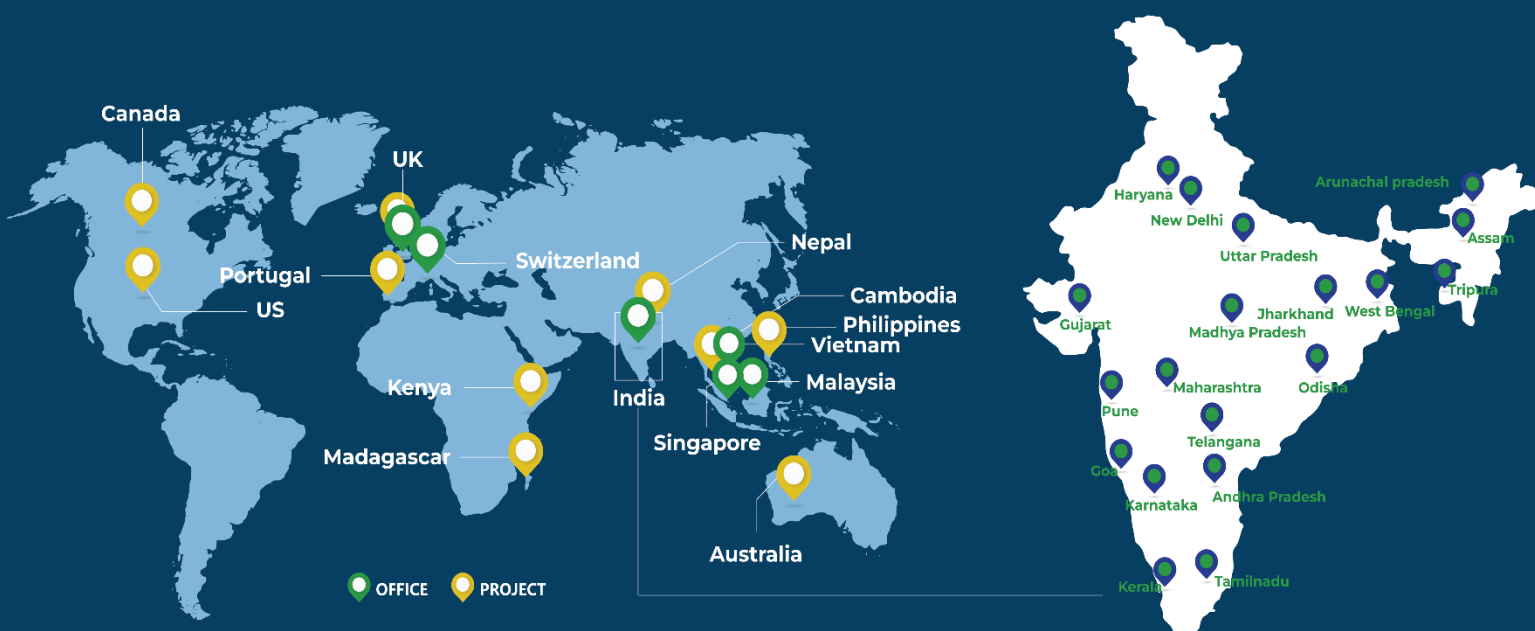 Canada
UK
Nepal
Switzerland
Portugal
Cambodia
US
Philippines
Vietnam
Kenya
Malaysia
India
Singapore
Madagascar
Australia
OFFICE
PROJECT
Haryana
Arunachal pradesh
New Delhi
Assam
Uttar Pradesh
Tripura
Gujarat
Jharkhand
West Bengal
Madhya Pradesh
Maharashtra
Odisha
Pune
Telangana
Goa
Andhra Pradesh
Karnataka
Kerala
Tamilnadu